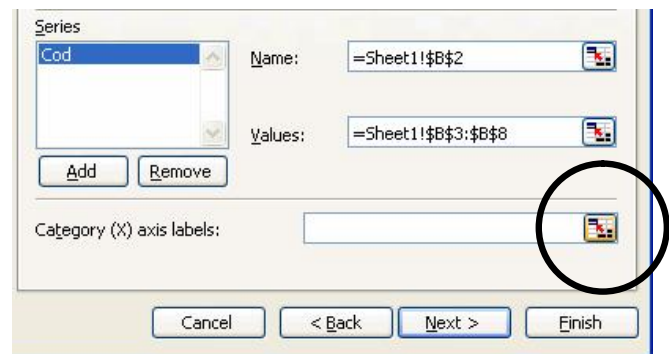 Series
Cod
Name:
=Sheet1!$B$2
Values:
=Sheet1!$B$3:$B$8
Add
Remove
Category (X) axis labels:
Cancel
< Back
Next >
Finish